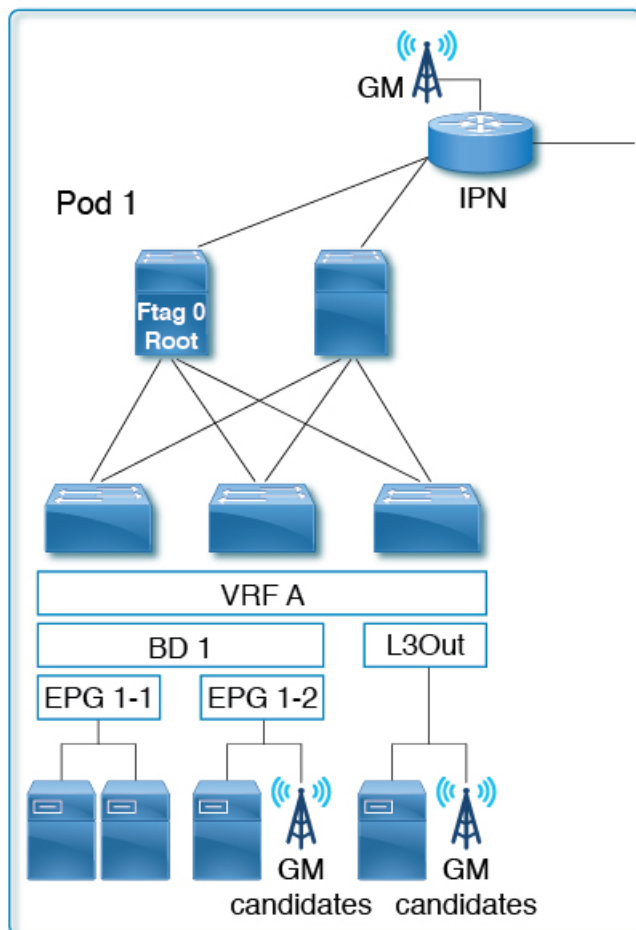 GM
IPN
Pod 1
Ftag 0
Root
VRF A
BD 1
L3Out
EPG 1-1
EPG 1-2
GM
candidates
GM
candidates